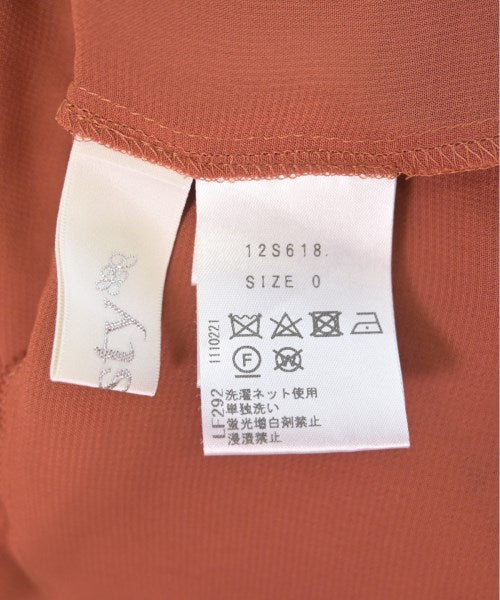 12S618.
SIZE 0
1110221
F
W
LF292
洗濯ネット使用
単独洗い
蛍光増白剤禁止
浸漬禁止
sty